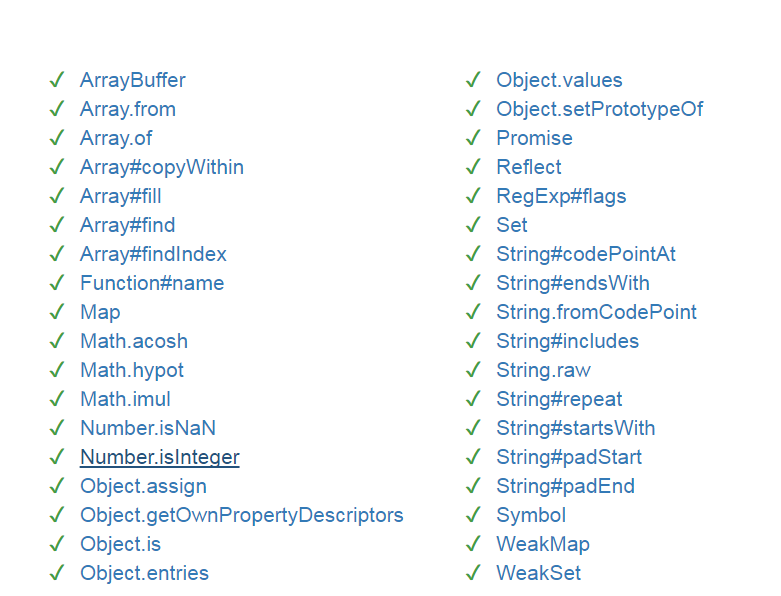 ArrayBuffer
Array.from
Array.of
Array#copyWithin
Array#fill
Array#find
Array#findIndex
Function#name
Map
Math.acosh
Math.hypot
Math.imul
Number.isNaN
Number.isInteger
Object.assign
Object.getOwnPropertyDescriptors
Object.is
Object.entries
Object.values
Object.setPrototypeOf
Promise
Reflect
RegExp#flags
Set
String#codePointAt
String#endsWith
String.fromCodePoint
String#includes
String.raw
String#repeat
String#startsWith
String#padStart
String#padEnd
Symbol
WeakMap
WeakSet